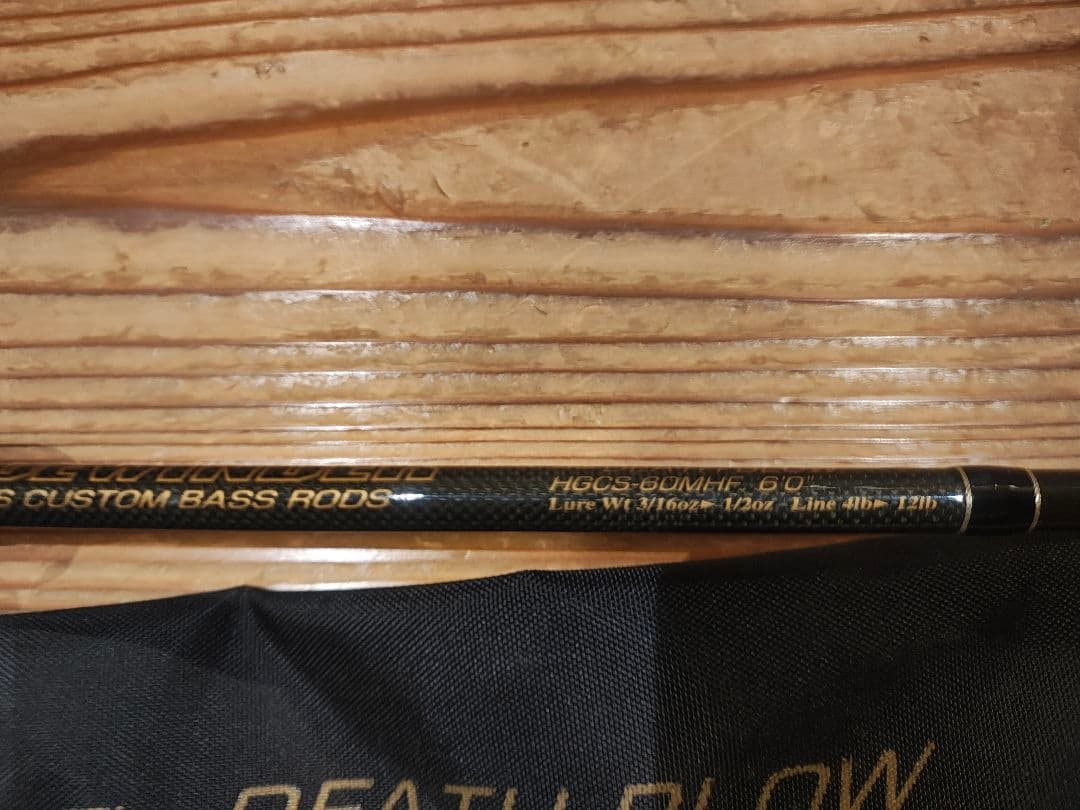 S CUSTOM BASS RODS
HGCS-60MHF 6'0"
Lure Wt 3/16oz► 1/2oz Line 4lb► 12lb
DEATH BLOW